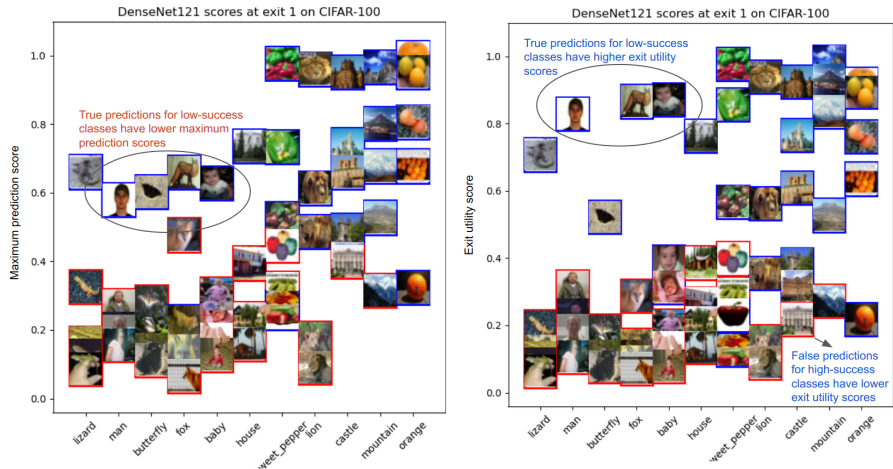 DenseNet121 scores at exit 1 on CIFAR-100
Maximum prediction score
1.0
0.8
0.6
0.4
0.2
0.0
True predictions for low-success
classes have lower maximum
prediction scores
lizard
man
butterfly
fox
baby
house
weet_pepper
lion
castle
mountain
orange
DenseNet121 scores at exit 1 on CIFAR-100
Exit utility score
1.0
0.8
0.6
0.4
0.2
0.0
True predictions for low-success
classes have higher exit utility
scores
False predictions
for high-success
classes have lower
exit utility scores
lizard
man
butterfly
fox
baby
house
weet_pepper
lion
castle
mountain
orange